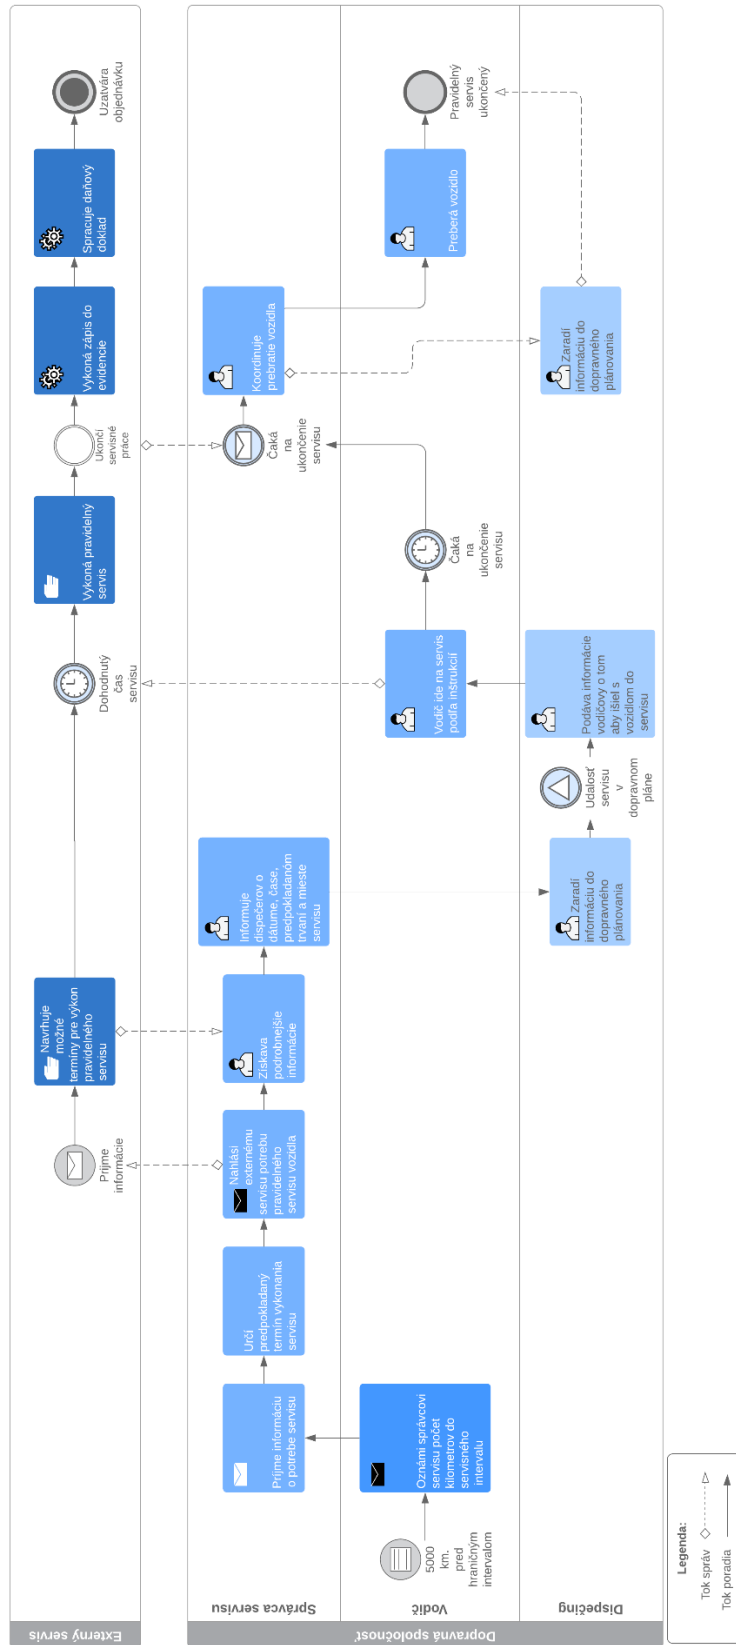 Externý servis
Prijme
informácie
Navrhuje
možné
termíny pre výkon
pravidelného
servisu
Dohodnutý
čas
servisu
Vykoná pravidelný
servis
Ukončí
servisné
práce
Vykoná zápis do
evidencie
Spracuje daňový
doklad
Uzatvára
objednávku
Dopravná spoločnosť
Správca servisu
Príjme informáciu
o potrebe servisu
Určí
predpokladaný
termín vykonania
servisu
Nahlási
externému
servisu potrebu
pravidelného
servisu vozidla
Získava
podrobnejšie
informácie
Informuje
dispečerov o
dátume, čase,
predpokladanóm
trvaní a mieste
servisu
Čaká
na
ukončenie
servisu
Koordinuje
prebratie vozidla
Vodič
5000
km.
pred
hraničným
intervalom
Oznámi správcovi
servisu počet
kilometrov do
servisného
intervalu
Vodič ide na servis
podľa inštrukcií
Čaká
na
ukončenie
servisu
Preberá vozidlo
Pravidelný
servis
ukončený
Dispečing
Zaradí
informáciu do
dopravného
plánovania
Udalosť
servisu
v
dopravnom
pláne
Podáva informácie
vodičovy o tom
aby išiel s
vozidlom do
servisu
Zaradí
informáciu do
dopravného
plánovania
Legenda:
Tok správ
Tok poradia